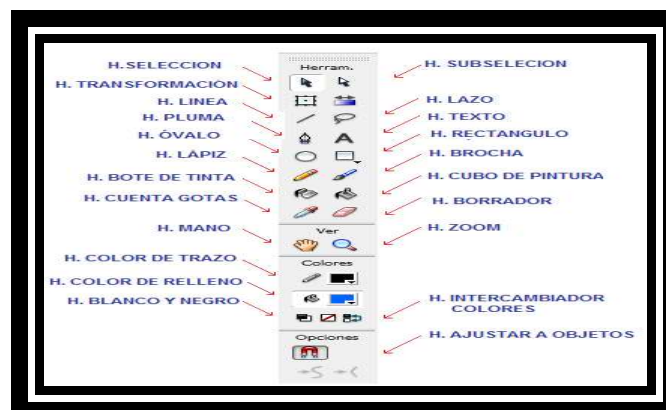 Herram.
H.SELECCION
H. SUBSELECION
H. TRANSFORMACIÓN
H. LINEA
H. LAZO
H. PLUMA
H. TEXTO
H. ÓVALO
H. RECTANGULO
H. LÁPIZ
H. BROCHA
H. BOTE DE TINTA
H. CUBO DE PINTURA
H. CUENTA GOTAS
H. BORRADOR
Ver
H. MANO
H. ZOOM
Colores
H. COLOR DE TRAZO
H. COLOR DE RELLENO
H. BLANCO Y NEGRO
H. INTERCAMBIADOR
COLORES
Opciones
H. AJUSTAR A OBJETOS